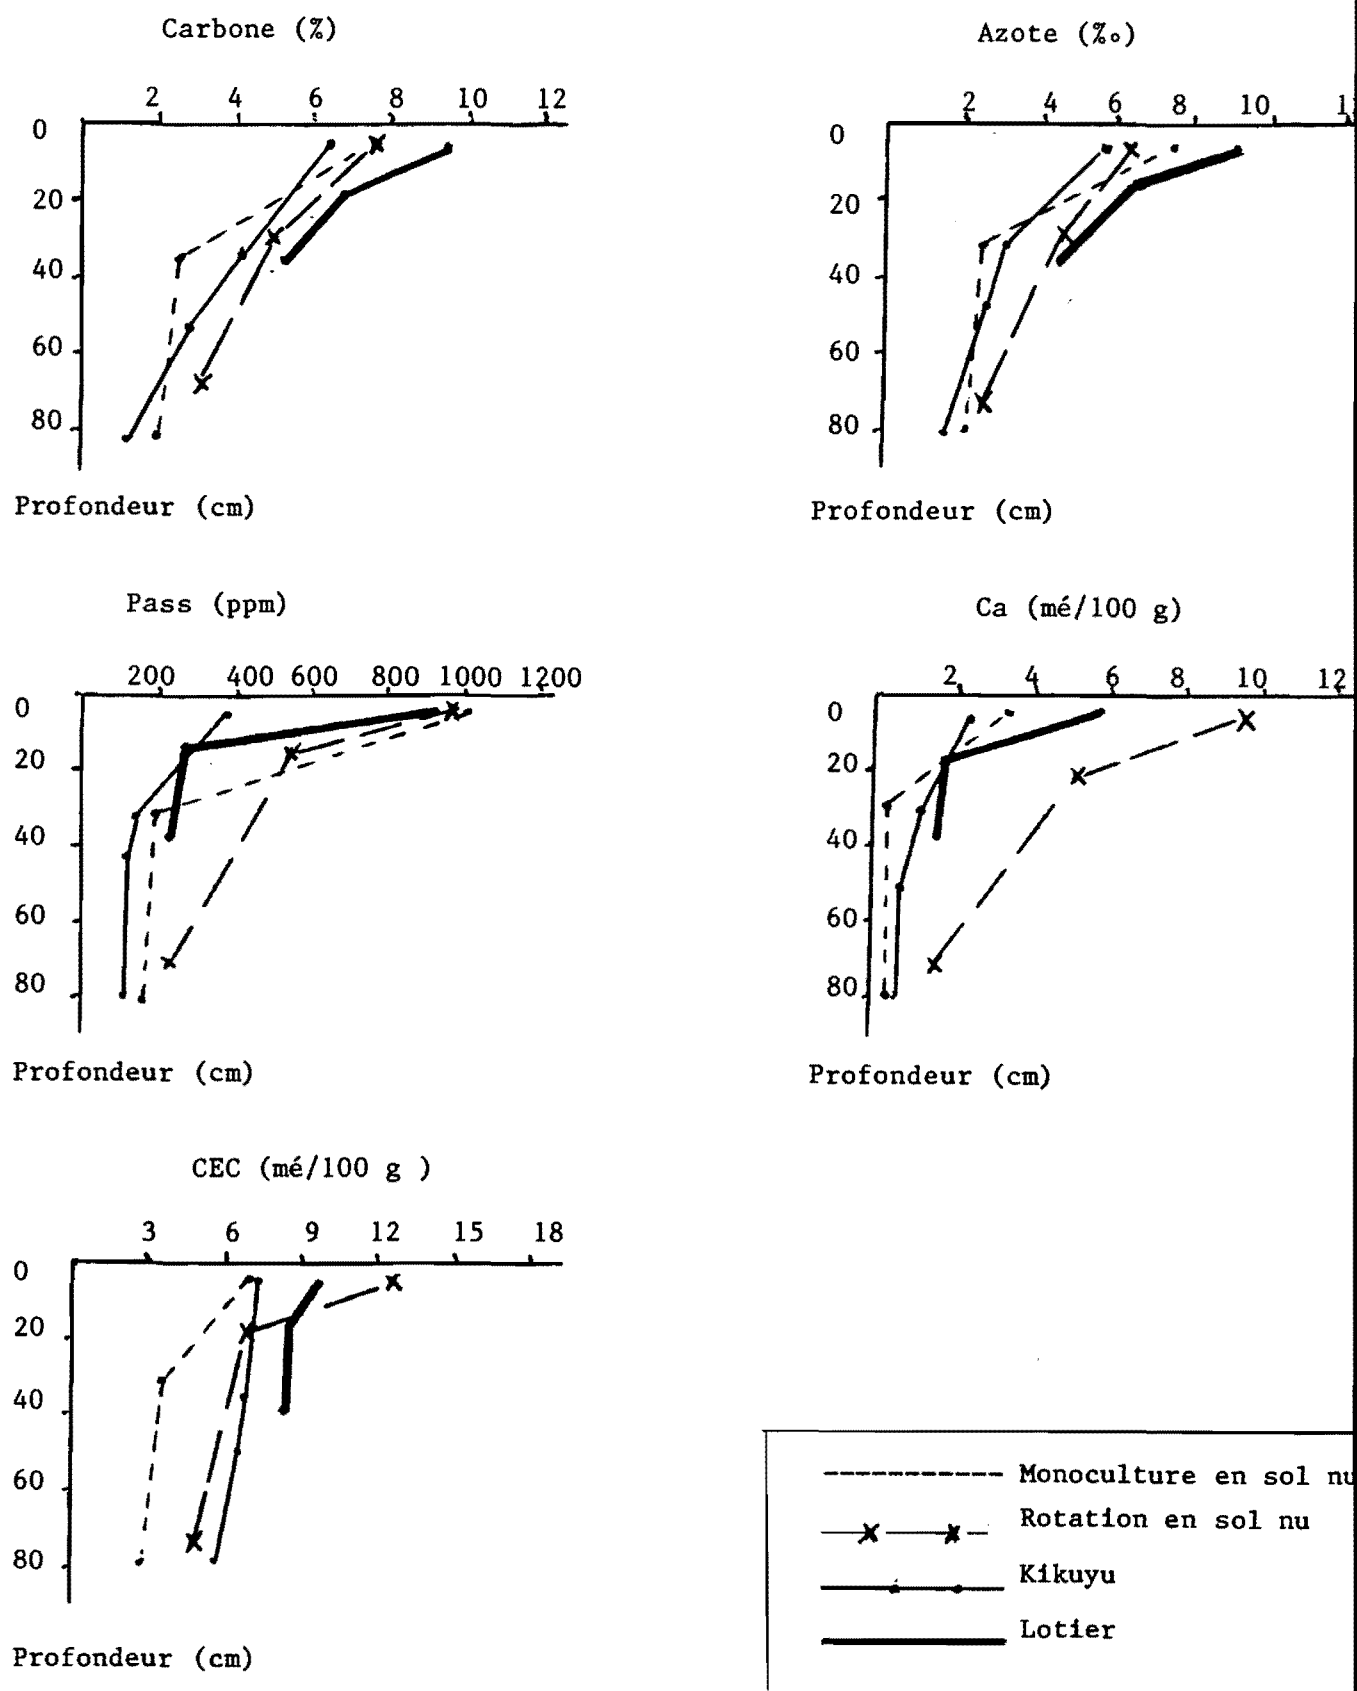 Carbone (%)
2 4 6 8 10 12
0
20
40
60
80
Profondeur (cm)
Azote (%o)
2 4 6 8 10
0
20
40
60
80
Profondeur (cm)
Pass (ppm)
200 400 600 800 1000 1200
0
20
40
60
80
Profondeur (cm)
Ca (mé/100 g)
2 4 6 8 10 12
0
20
40
60
80
Profondeur (cm)
CEC (mé/100 g )
3 6 9 12 15 18
0
20
40
60
80
Profondeur (cm)
Monoculture en sol nu
Rotation en sol nu
Kikuyu
Lotier